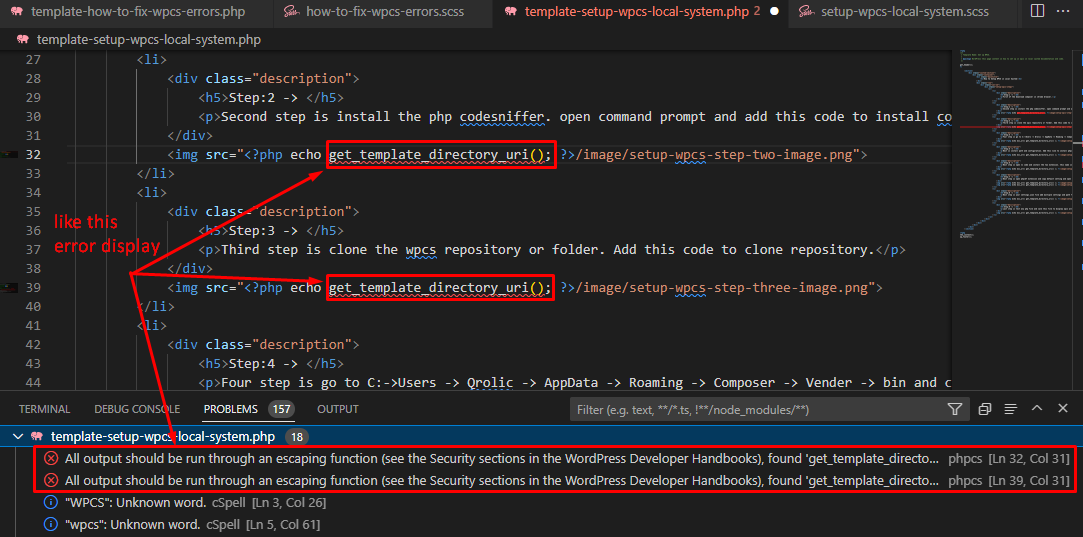 template-how-to-fix-wpcs-errors.php how-to-fix-wpcs-errors.scss template-setup-wpcs-local-system.php 2 setup-wpcs-local-system.scss
template-setup-wpcs-local-system.php
27 <li>
28 <div class="description">
29 <h5>Step:2 -> </h5>
30 <p>Second step is install the php codesniffer. open command prompt and add this code to install co
31 </div>
32 <img src="<?php echo get_template_directory_uri(); ?>/image/setup-wpcs-step-two-image.png">
33 </li>
34 <li>
35 <div class="description">
36 <h5>Step:3 -> </h5>
37 <p>Third step is clone the wpcs repository or folder. Add this code to clone repository.</p>
38 </div>
39 <img src="<?php echo get_template_directory_uri(); ?>/image/setup-wpcs-step-three-image.png">
40 </li>
41 <li>
42 <div class="description">
43 <h5>Step:4 -> </h5>
44 <p>Four step is go to C:->Users -> Qrolic -> AppData -> Roaming -> Composer -> Vender -> bin and c
like this
error display
TERMINAL DEBUG CONSOLE PROBLEMS 157 OUTPUT Filter (e.g. text, **/*.ts, !**/node_modules/**)
template-setup-wpcs-local-system.php 18
All output should be run through an escaping function (see the Security sections in the WordPress Developer Handbooks), found 'get_template_directo... phpcs [Ln 32, Col 31]
All output should be run through an escaping function (see the Security sections in the WordPress Developer Handbooks), found 'get_template_directo... phpcs [Ln 39, Col 31]
"WPCS": Unknown word. cSpell [Ln 3, Col 26]
"wpcs": Unknown word. cSpell [Ln 5, Col 61]